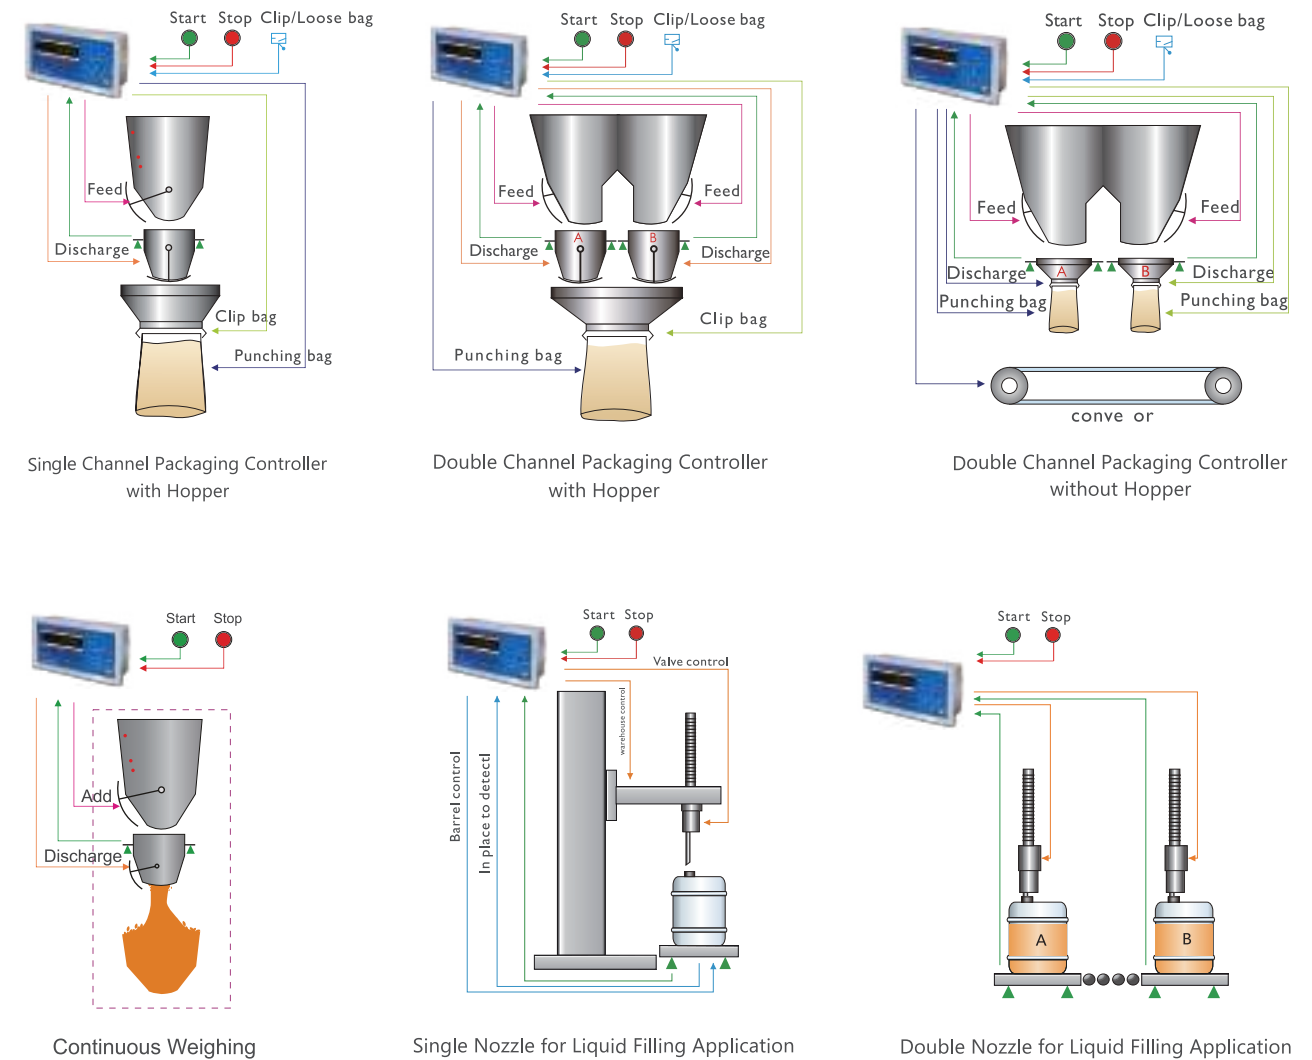 Start Stop Clip/Loose bag
Feed
Discharge
Clip bag
Punching bag
Single Channel Packaging Controller
with Hopper
Start Stop Clip/Loose bag
Feed Feed
A B
Discharge Discharge
Clip bag
Punching bag
Double Channel Packaging Controller
with Hopper
Start Stop Clip/Loose bag
Feed Feed
A B
Discharge Discharge
Punching bag Punching bag
conve or
Double Channel Packaging Controller
without Hopper
Start Stop
Add
Discharge
Continuous Weighing
Start Stop
Valve control
warehouse control
Barrel control
In place to detectl
Single Nozzle for Liquid Filling Application
Start Stop
A B
Double Nozzle for Liquid Filling Application